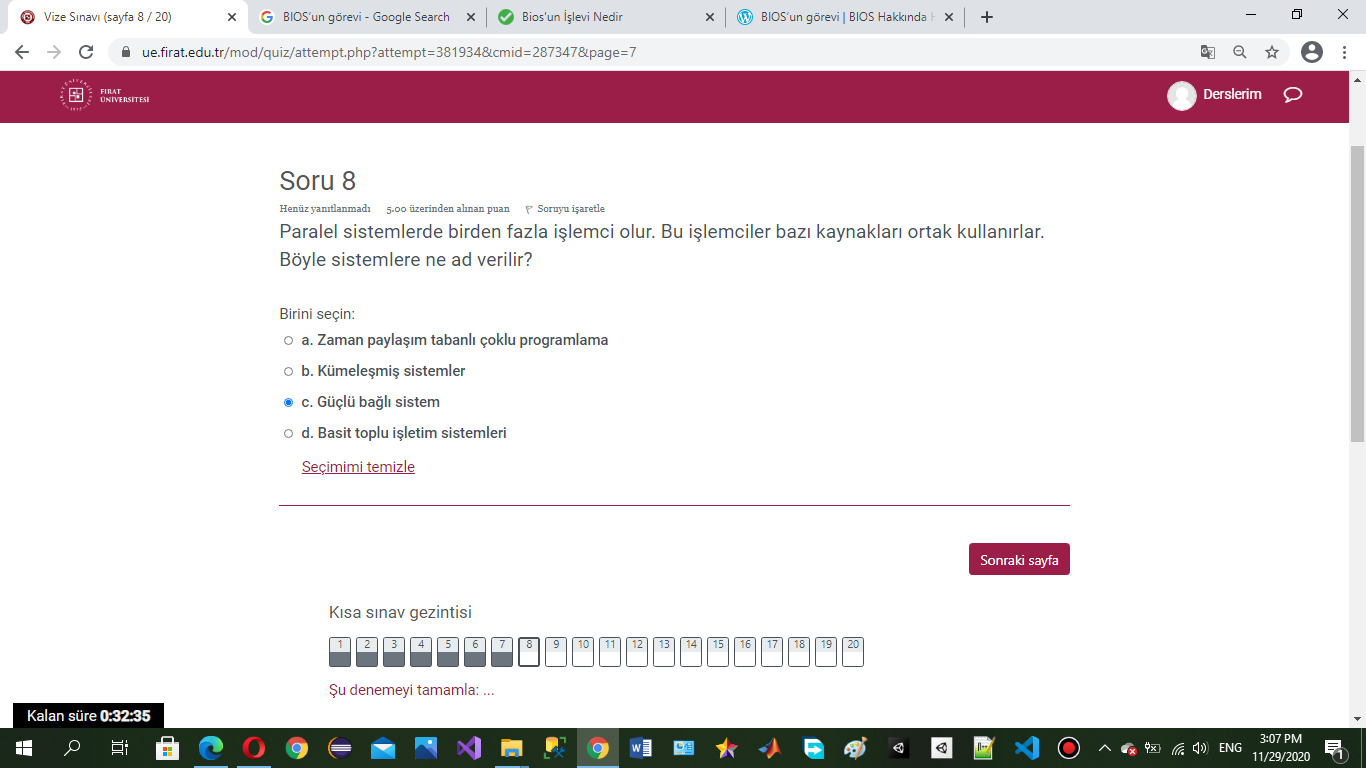 Vize Sınavı (sayfa 8 / 20)
BIOS'un görevi - Google Search
Bios'un İşlevi Nedir
BIOS'un görevi | BIOS Hakkında
ue.firat.edu.tr/mod/quiz/attempt.php?attempt=381934&cmid=287347&page=7
FIRAT
ÜNİVERSİTESİ
Derslerim
Soru 8
Henüz yanıtlanmadı 5.00 üzerinden alınan puan Soruyu işaretle
Paralel sistemlerde birden fazla işlemci olur. Bu işlemciler bazı kaynakları ortak kullanırlar.
Böyle sistemlere ne ad verilir?
Birini seçin:
a. Zaman paylaşım tabanlı çoklu programlama
b. Kümeleşmiş sistemler
c. Güçlü bağlı sistem
d. Basit toplu işletim sistemleri
Seçimimi temizle
Sonraki sayfa
Kısa sınav gezintisi
1 2 3 4 5 6 7 8 9 10 11 12 13 14 15 16 17 18 19 20
Şu denemeyi tamamla: ...
Kalan süre 0:32:35
ENG
3:07 PM
11/29/2020
1